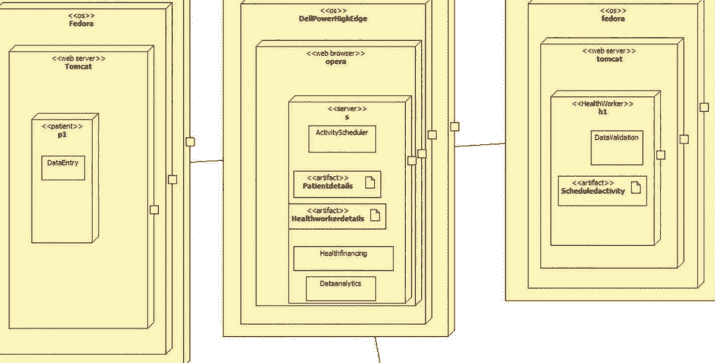 <<os>>
Fedora
<<web server>>
Tomcat
<<patient>>
p1
DataEntry
<<os>>
DellPowerHighEdge
<<web browser>>
opera
<<server>>
s
ActivityScheduler
<<artifact>>
Patientdetails
<<artifact>>
Healthworkerdetails
Healthfinancing
Dataanalytics
<<os>>
fedora
<<web server>>
tomcat
<<HealthWorker>>
h1
DataValidation
<<artifact>>
Scheduledactivity